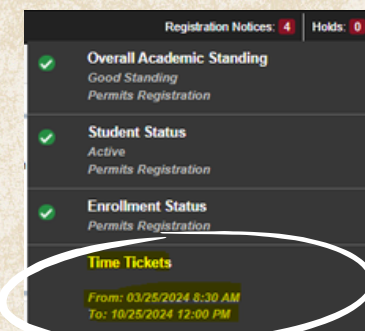 Registration Notices: 4 Holds: 0
Overall Academic Standing
Good Standing
Permits Registration
Student Status
Active
Permits Registration
Enrollment Status
Permits Registration
Time Tickets
From: 03/25/2024 8:30 AM
To: 10/25/2024 12:00 PM